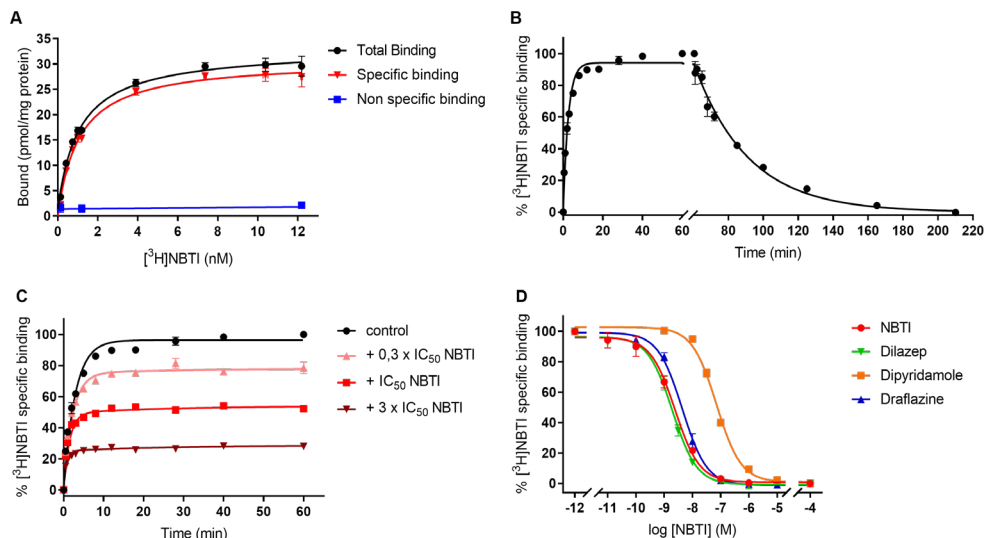 A
Bound (pmol/mg protein)
35
30
25
20
15
10
5
0
0
2
4
6
8
10
12
14
[³H]NBTI (nM)
Total Binding
Specific binding
Non specific binding
B
% [³H]NBTI specific binding
100
80
60
40
20
0
0
20
40
60
80
100
120
140
160
180
200
220
Time (min)
C
% [³H]NBTI specific binding
100
80
60
40
20
0
0
10
20
30
40
50
60
Time (min)
control
+ 0,3 x IC₅₀ NBTI
+ IC₅₀ NBTI
+ 3 x IC₅₀ NBTI
D
% [³H]NBTI specific binding
100
80
60
40
20
0
-12
-11
-10
-9
-8
-7
-6
-5
-4
log [NBTI] (M)
NBTI
Dilazep
Dipyridamole
Draflazine